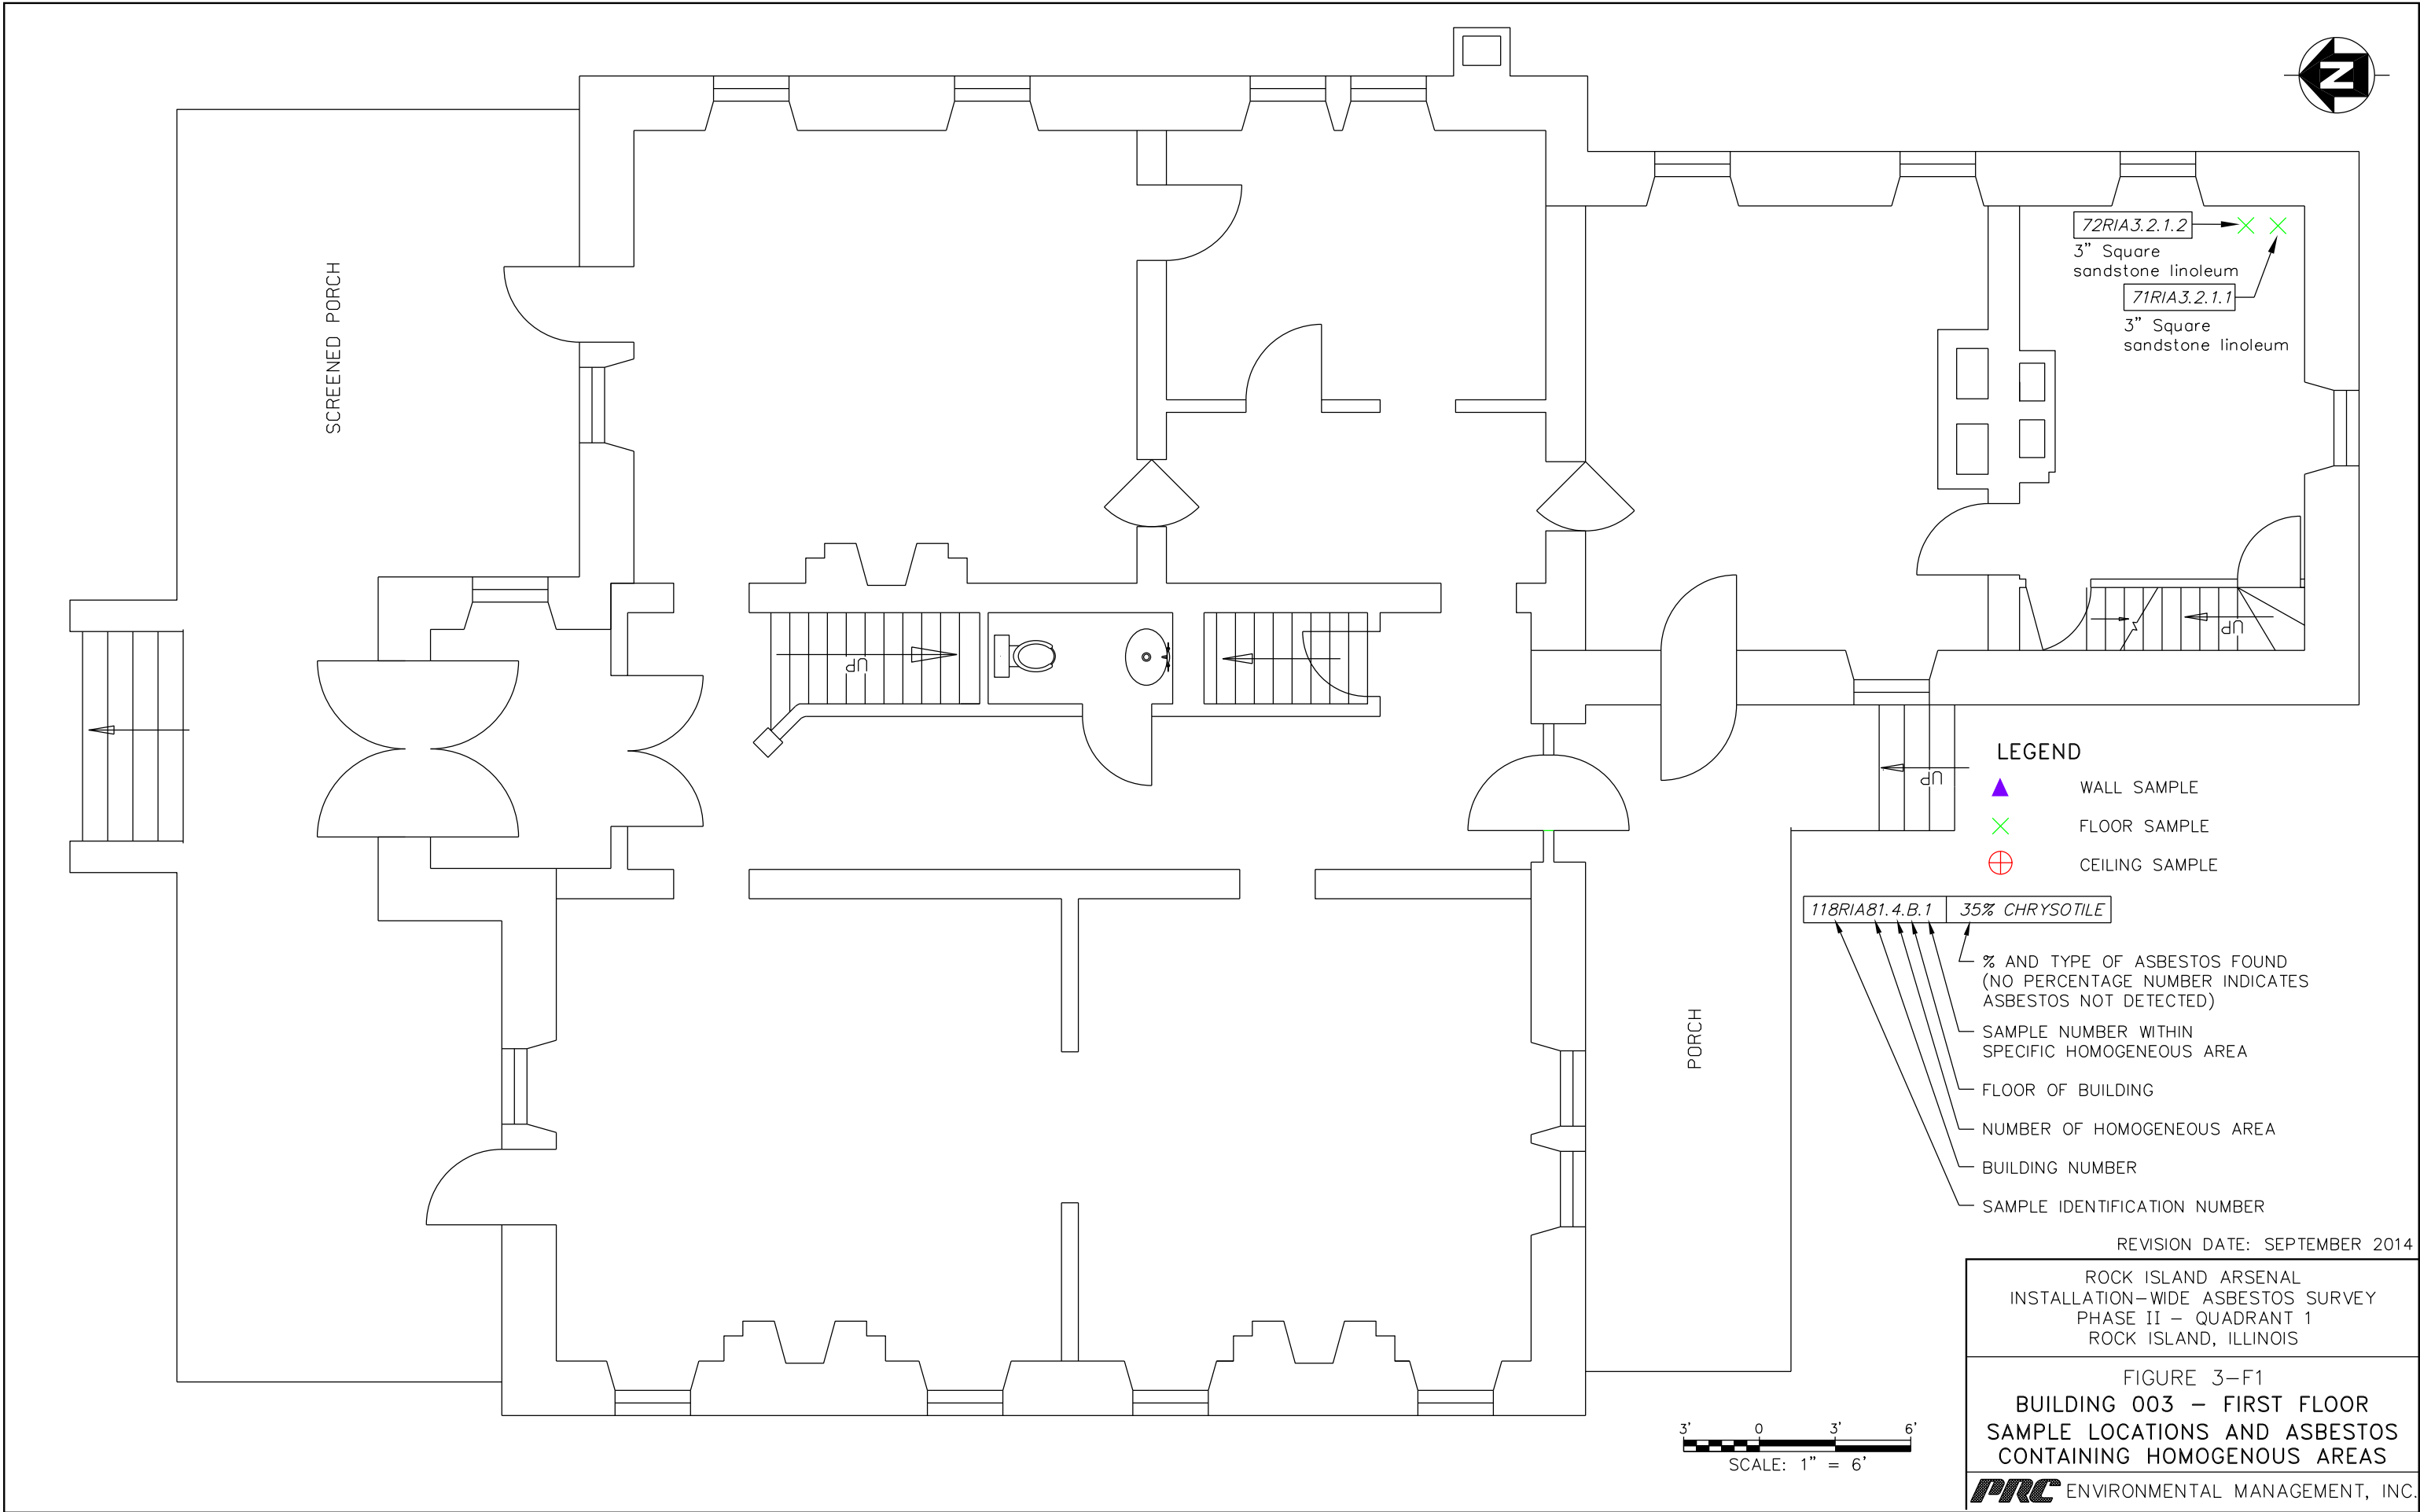 N
72RIA3.2.1.2
3" Square
sandstone linoleum
71RIA3.2.1.1
3" Square
sandstone linoleum
SCREENED PORCH
UP
UP
UP
PORCH
LEGEND
WALL SAMPLE
FLOOR SAMPLE
CEILING SAMPLE
118RIA81.4.B.1 35% CHRYSOTILE
% AND TYPE OF ASBESTOS FOUND
(NO PERCENTAGE NUMBER INDICATES
ASBESTOS NOT DETECTED)
SAMPLE NUMBER WITHIN
SPECIFIC HOMOGENEOUS AREA
FLOOR OF BUILDING
NUMBER OF HOMOGENEOUS AREA
BUILDING NUMBER
SAMPLE IDENTIFICATION NUMBER
REVISION DATE: SEPTEMBER 2014
ROCK ISLAND ARSENAL
INSTALLATION-WIDE ASBESTOS SURVEY
PHASE II - QUADRANT 1
ROCK ISLAND, ILLINOIS
FIGURE 3-F1
BUILDING 003 - FIRST FLOOR
SAMPLE LOCATIONS AND ASBESTOS
CONTAINING HOMOGENOUS AREAS
PRC ENVIRONMENTAL MANAGEMENT, INC.
3' 0 3' 6'
SCALE: 1" = 6'